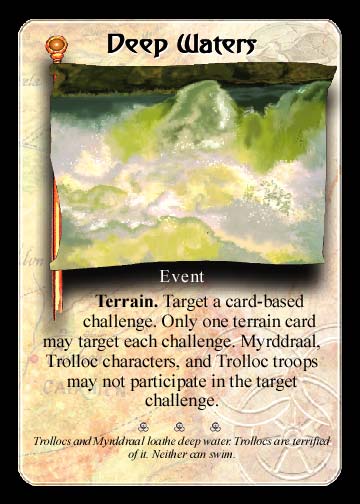 Deep Waters
Event
Terrain. Target a card-based
challenge. Only one terrain card
may target each challenge. Myrddraal,
Trolloc characters, and Trolloc troops
may not participate in the target
challenge.
Trollocs and Myrddraal loathe deep water. Trollocs are terrified
of it. Neither can swim.